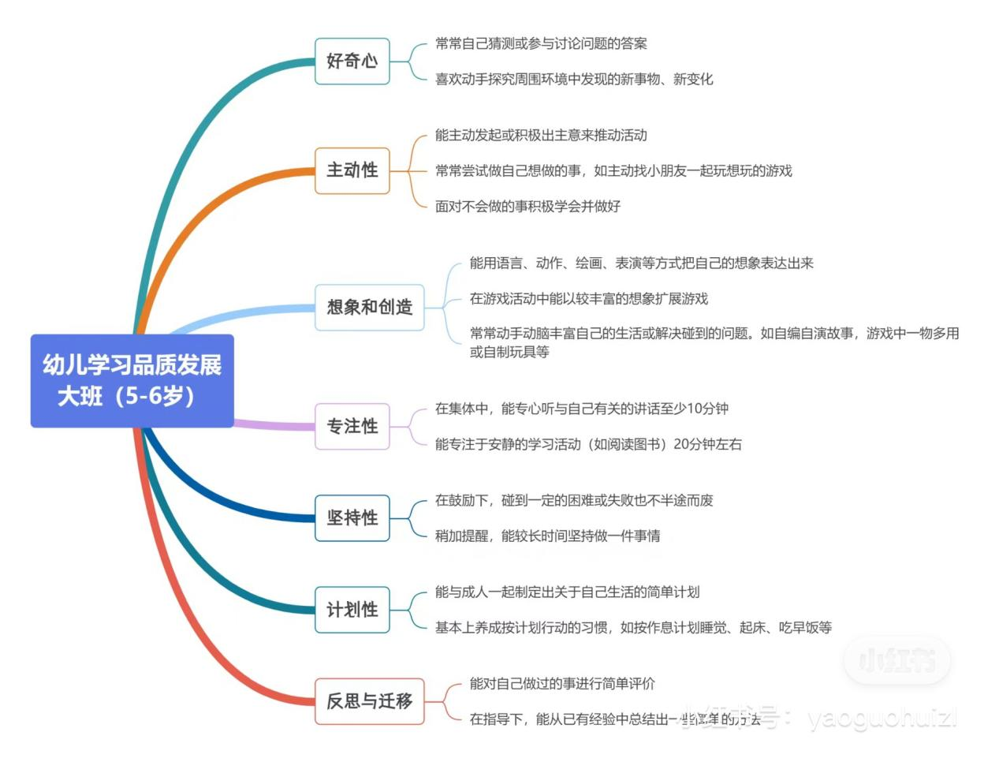 好奇心
常常自己猜测或参与讨论问题的答案
喜欢动手探究周围环境中发现的新事物、新变化
主动性
能主动发起或积极出主意来推动活动
常常尝试做自己想做的事，如主动找小朋友一起玩想玩的游戏
面对不会做的事积极学会并做好
想象和创造
能用语言、动作、绘画、表演等方式把自己的想象表达出来
在游戏活动中能以较丰富的想象扩展游戏
常常动手动脑丰富自己的生活或解决碰到的问题。如自编自演故事，游戏中一物多用
或自制玩具等
幼儿学习品质发展
大班（5-6岁）
专注性
在集体中，能专心听与自己有关的讲话至少10分钟
能专注于安静的学习活动（如阅读图书）20分钟左右
坚持性
在鼓励下，碰到一定的困难或失败也不半途而废
稍加提醒，能较长时间坚持做一件事情
计划性
能与成人一起制定出关于自己生活的简单计划
基本上养成按计划行动的习惯，如按作息计划睡觉、起床、吃早饭等
反思与迁移
能对自己做过的事进行简单评价
在指导下，能从已有经验中总结出一些简单的方法
小红书
小红书号：yaoguohuizl